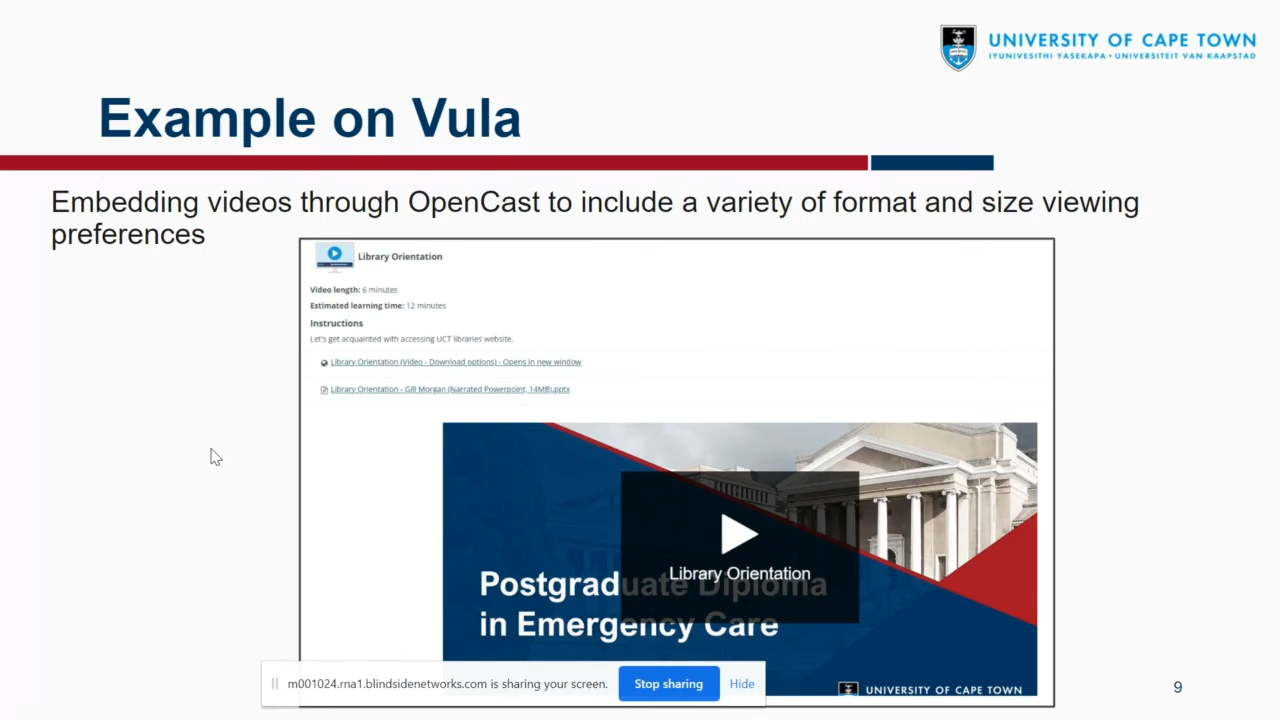 UNIVERSITY OF CAPE TOWN
IYUNIVESITHI YASEKAPA • UNIVERSITEIT VAN KAAPSTAD
Example on Vula
Embedding videos through OpenCast to include a variety of format and size viewing
preferences
Library Orientation
Video length: 6 minutes
Estimated learning time: 12 minutes
Instructions
Let's get acquainted with accessing UCT libraries website.
Library Orientation (Video - Download options) - Opens in new window
Library Orientation - Gill Morgan (Narrated Powerpoint, 14MB).pptx
Library Orientation
Postgraduate Diploma
in Emergency Care
m001024.rna1.blindsidenetworks.com is sharing your screen.
Stop sharing
Hide
UNIVERSITY OF CAPE TOWN
9